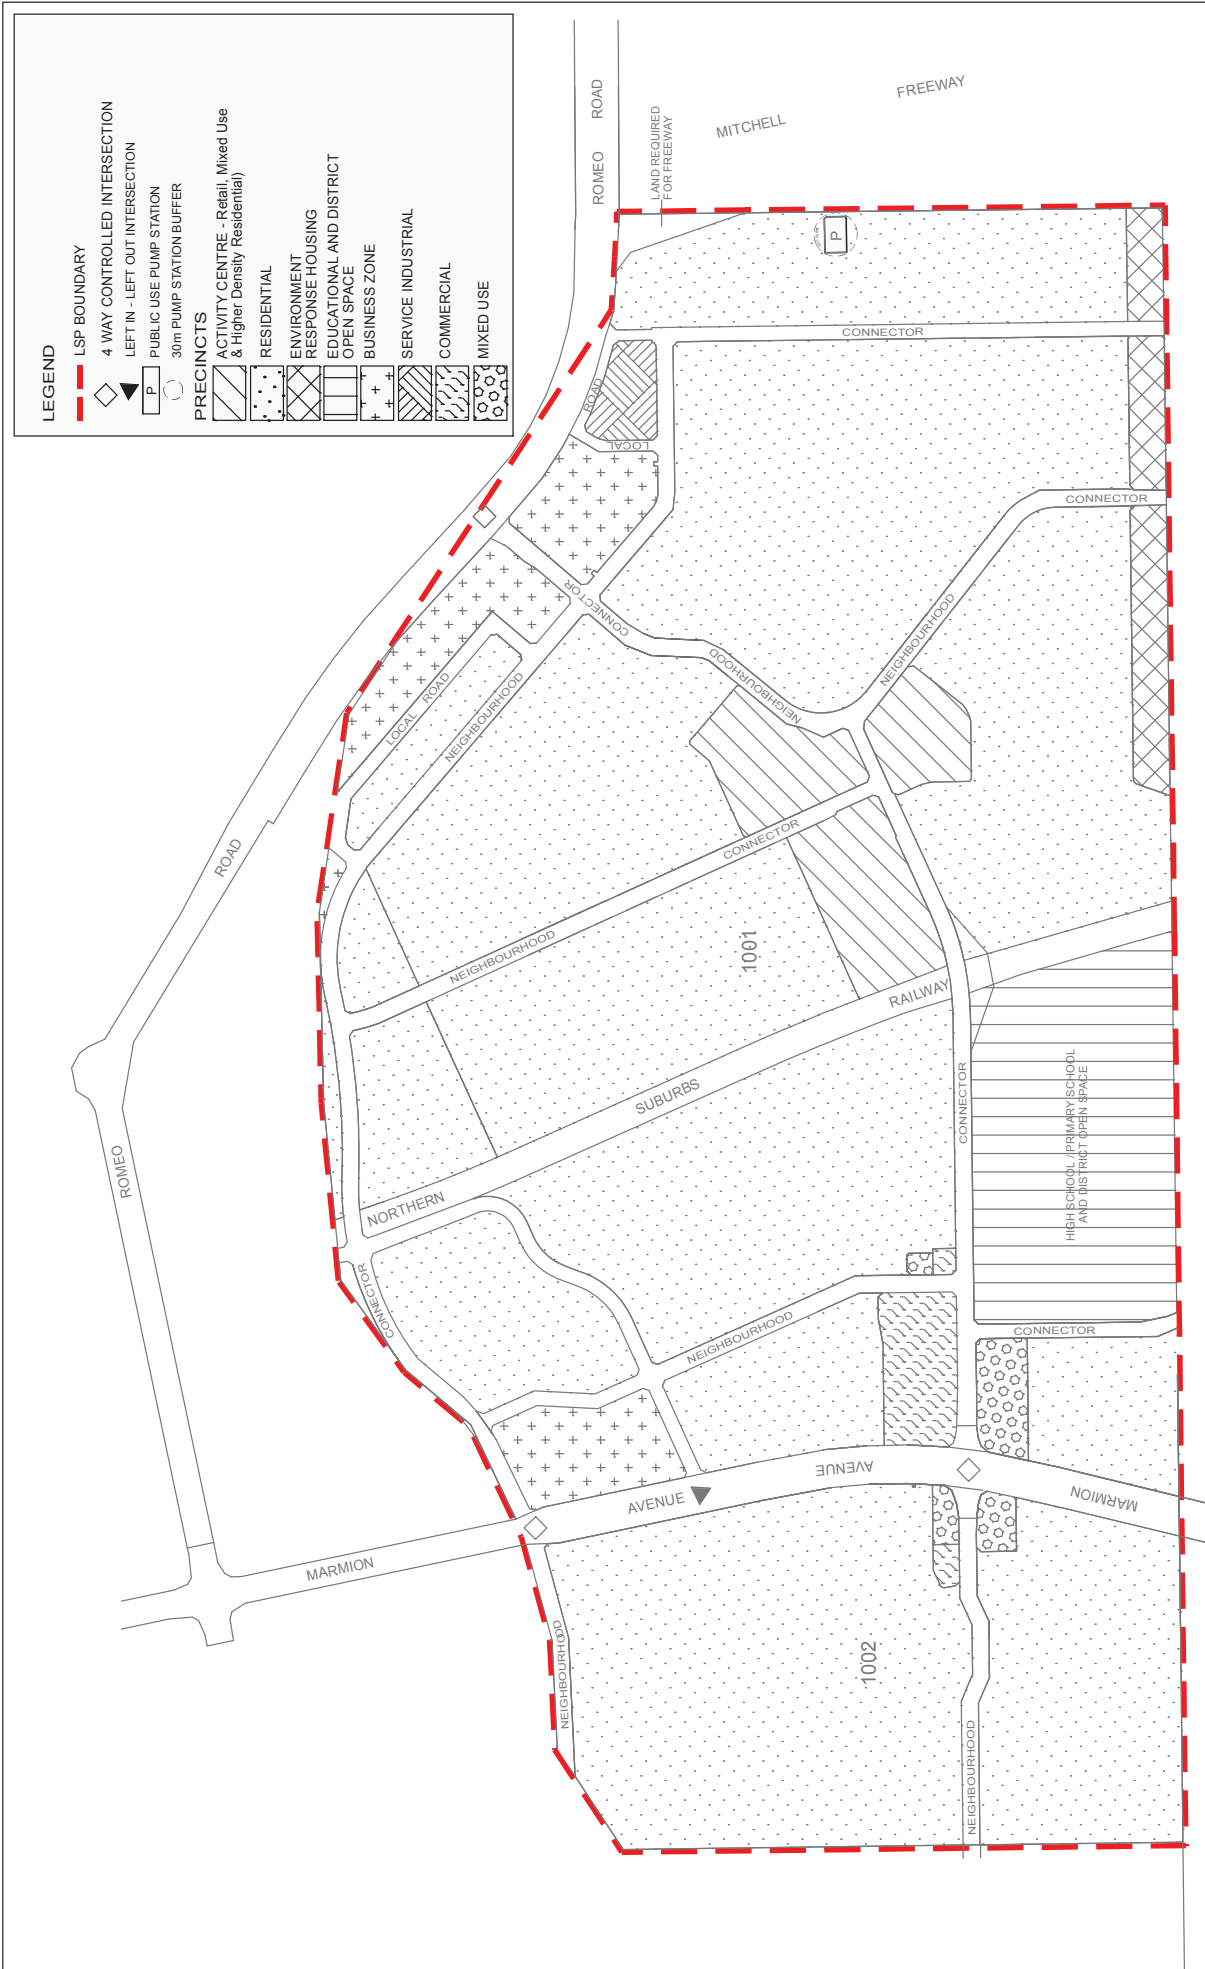 LEGEND
LSP BOUNDARY
4 WAY CONTROLLED INTERSECTION
LEFT IN - LEFT OUT INTERSECTION
P
PUBLIC USE PUMP STATION
30m PUMP STATION BUFFER
PRECINCTS
ACTIVITY CENTRE - Retail, Mixed Use
& Higher Density Residential)
RESIDENTIAL
ENVIRONMENT
RESPONSE HOUSING
EDUCATIONAL AND DISTRICT
OPEN SPACE
BUSINESS ZONE
SERVICE INDUSTRIAL
COMMERCIAL
MIXED USE
ROMEO ROAD
LAND REQUIRED
FOR FREEWAY
MITCHELL
FREEWAY
P
CONNECTOR
ROAD
LOCAL
CONNECTOR
CONNECTOR
NEIGHBOURHOOD
NEIGHBOURHOOD
LOCAL ROAD
NEIGHBOURHOOD
CONNECTOR
NEIGHBOURHOOD
ROAD
ROMEO
1001
RAILWAY
SUBURBS
NORTHERN
CONNECTOR
HIGH SCHOOL / PRIMARY SCHOOL
AND DISTRICT OPEN SPACE
CONNECTOR
NEIGHBOURHOOD
CONNECTOR
AVENUE
AVENUE
MARMION
MARMION
1002
NEIGHBOURHOOD
NEIGHBOURHOOD